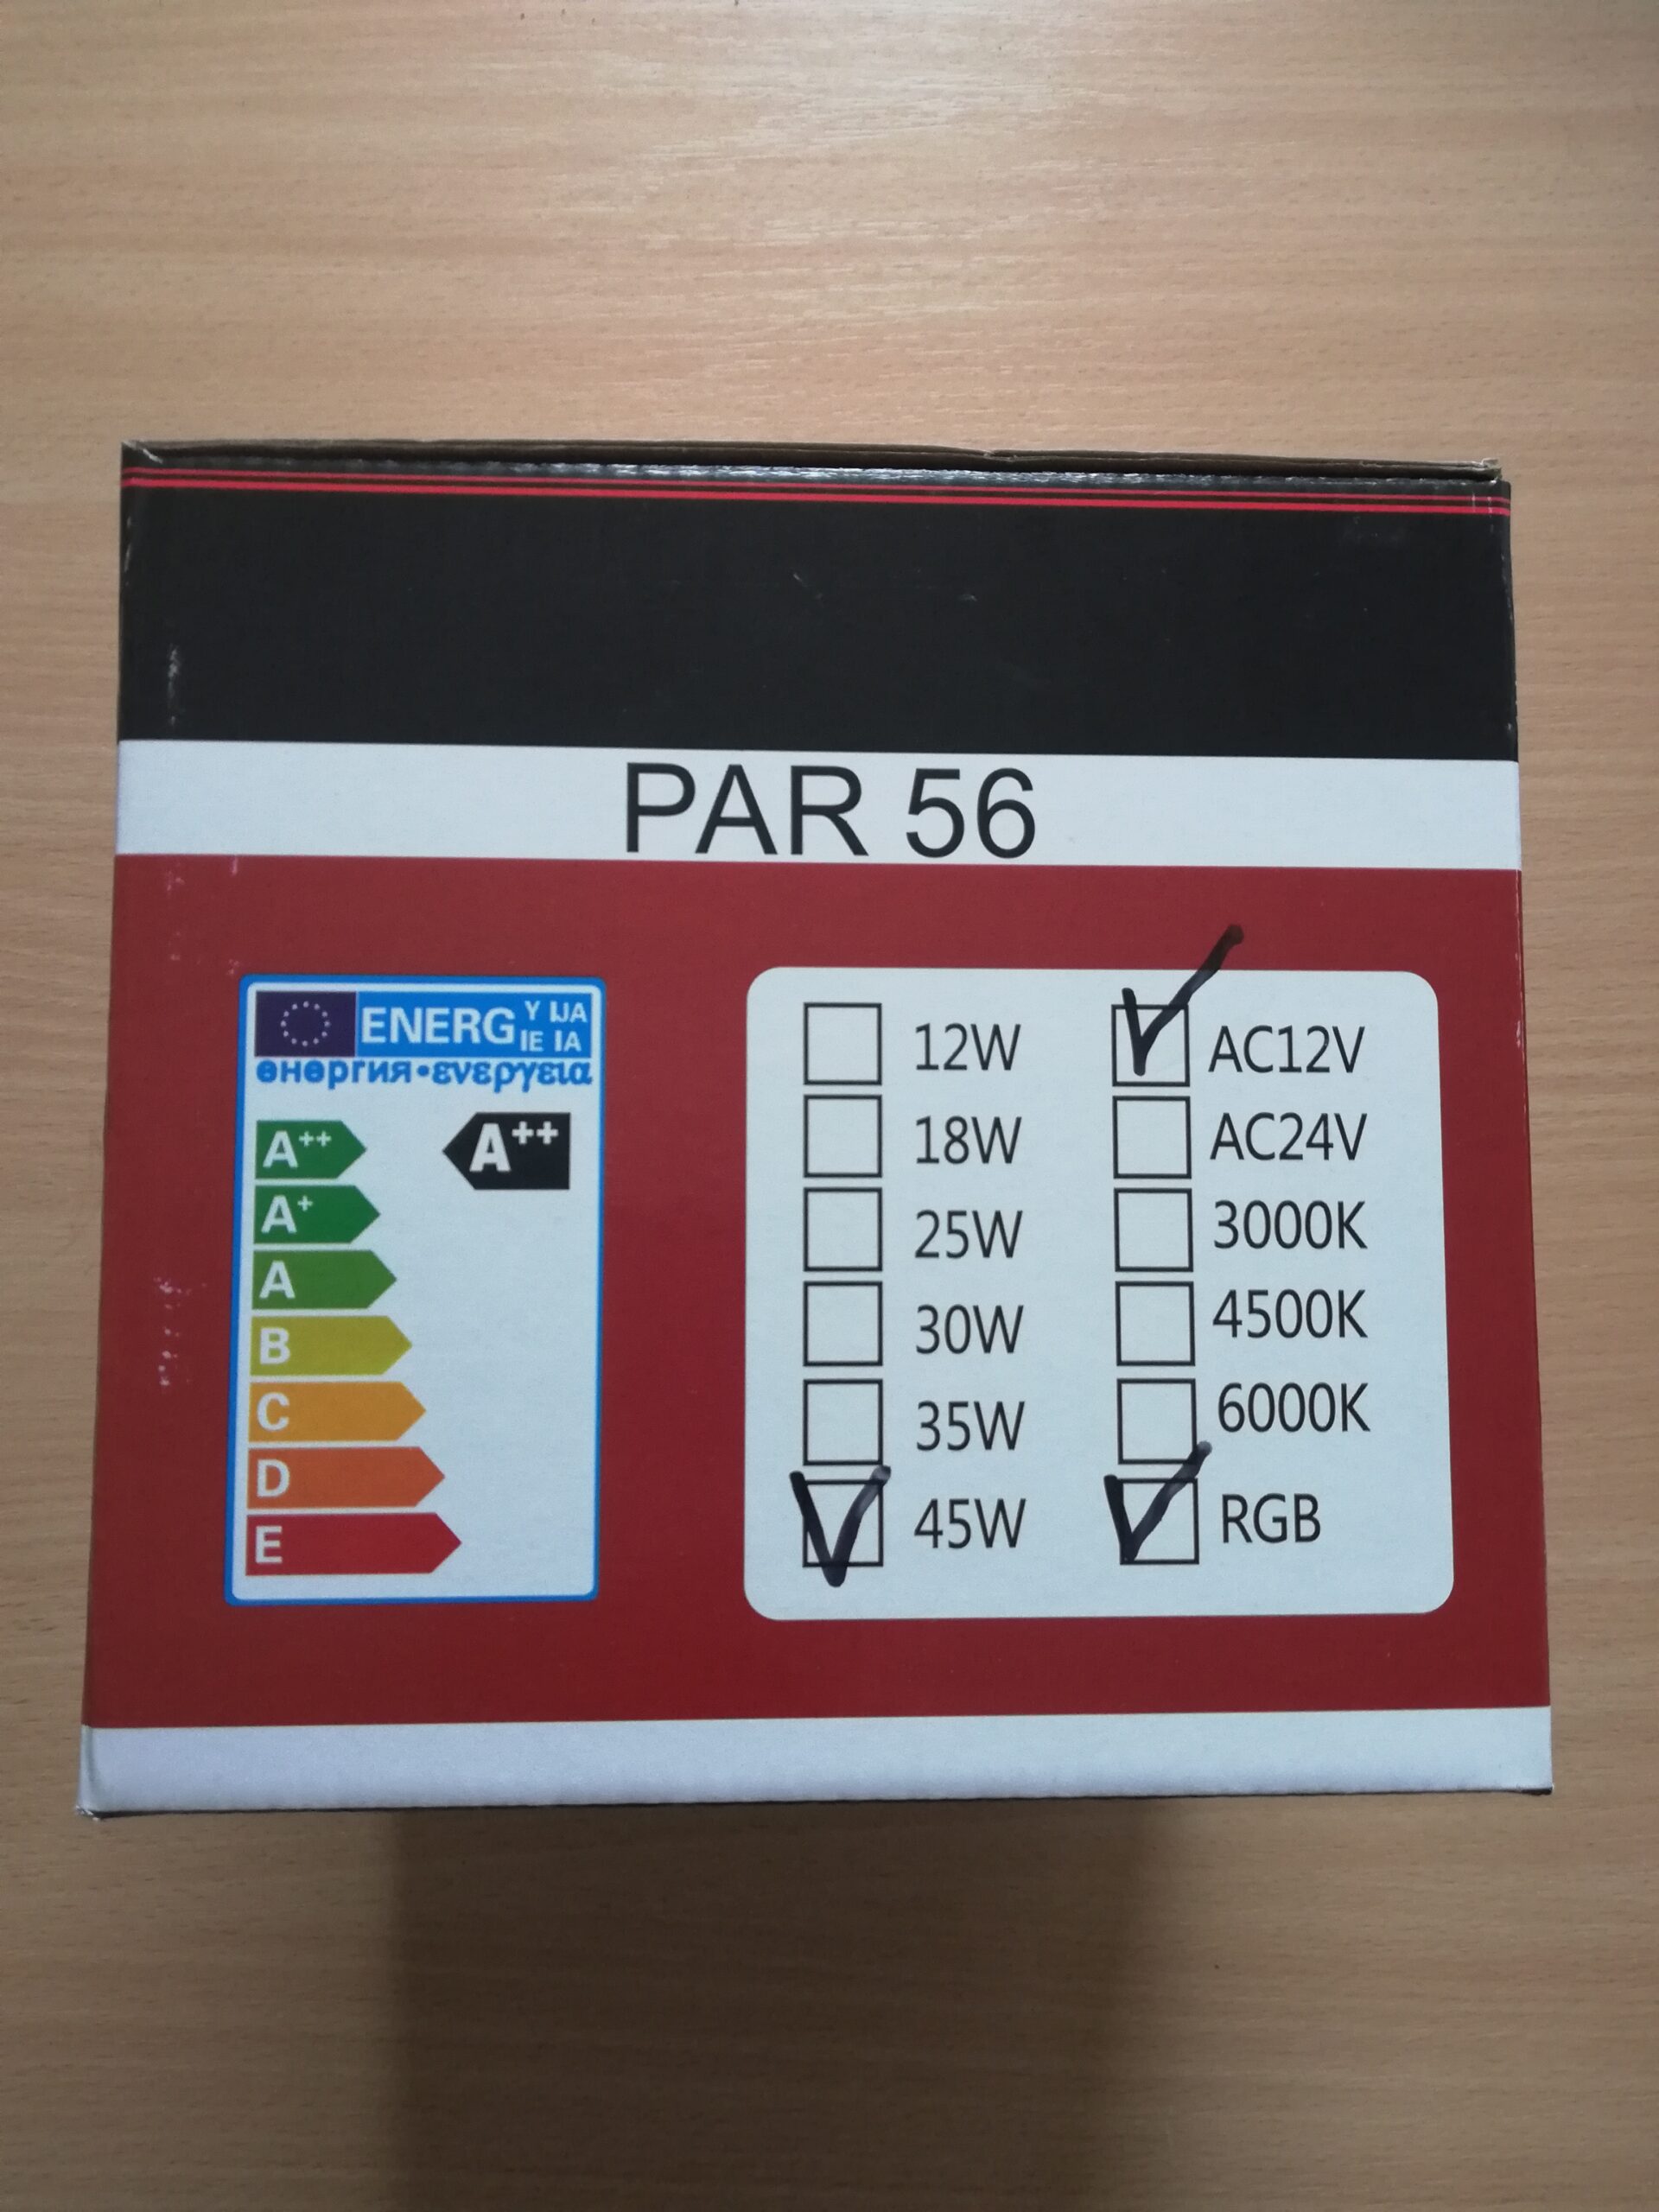 PAR 56
ENERG Y IJA
IE IA
енергия•ενεργεια
A++
A++
A+
A
B
C
D
E
12W
18W
25W
30W
35W
45W
AC12V
AC24V
3000K
4500K
6000K
RGB